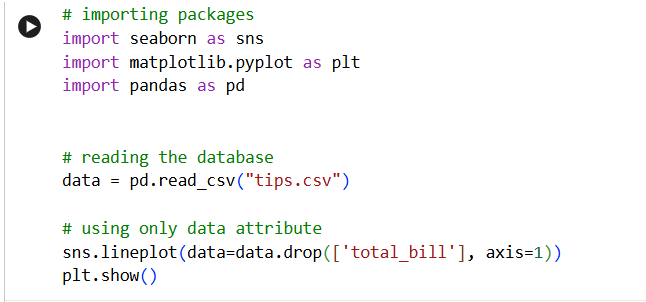 # importing packages
import seaborn as sns
import matplotlib.pyplot as plt
import pandas as pd
# reading the database
data = pd.read_csv("tips.csv")
# using only data attribute
sns.lineplot(data=data.drop(['total_bill'], axis=1))
plt.show()